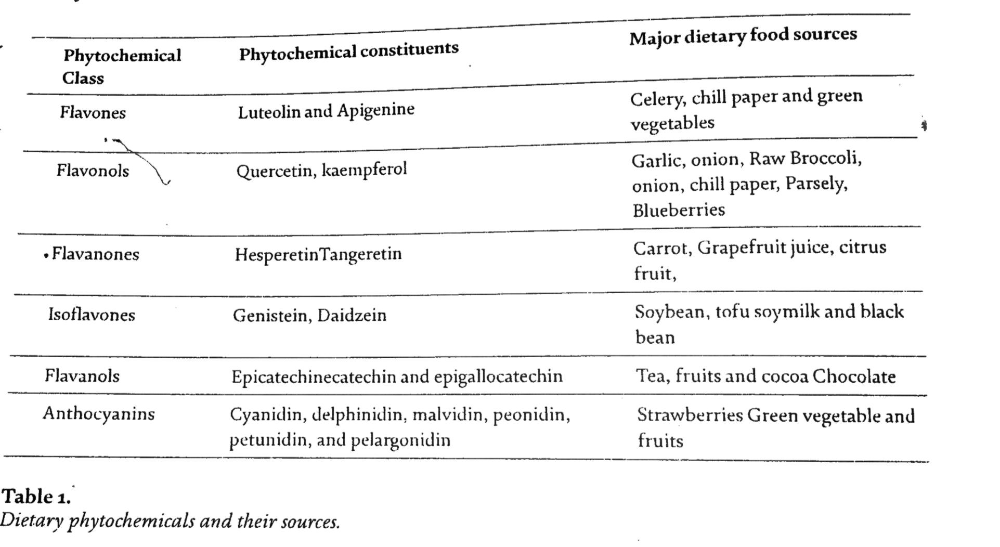 Phytochemical Class	Phytochemical constituents	Major dietary food sources
Flavones	Luteolin and Apigenine	Celery, chill paper and green
vegetables
Flavonols	Quercetin, kaempferol	Garlic, onion, Raw Broccoli,
onion, chill paper, Parsely,
Blueberries
Flavanones	HesperetinTangeretin	Carrot, Grapefruit juice, citrus
fruit,
Isoflavones	Genistein, Daidzein	Soybean, tofu soymilk and black
bean
Flavanols	Epicatechinecatechin and epigallocatechin	Tea, fruits and cocoa Chocolate
Anthocyanins	Cyanidin, delphinidin, malvidin, peonidin,
petunidin, and pelargonidin	Strawberries Green vegetable and
fruits
Table 1.
Dietary phytochemicals and their sources.